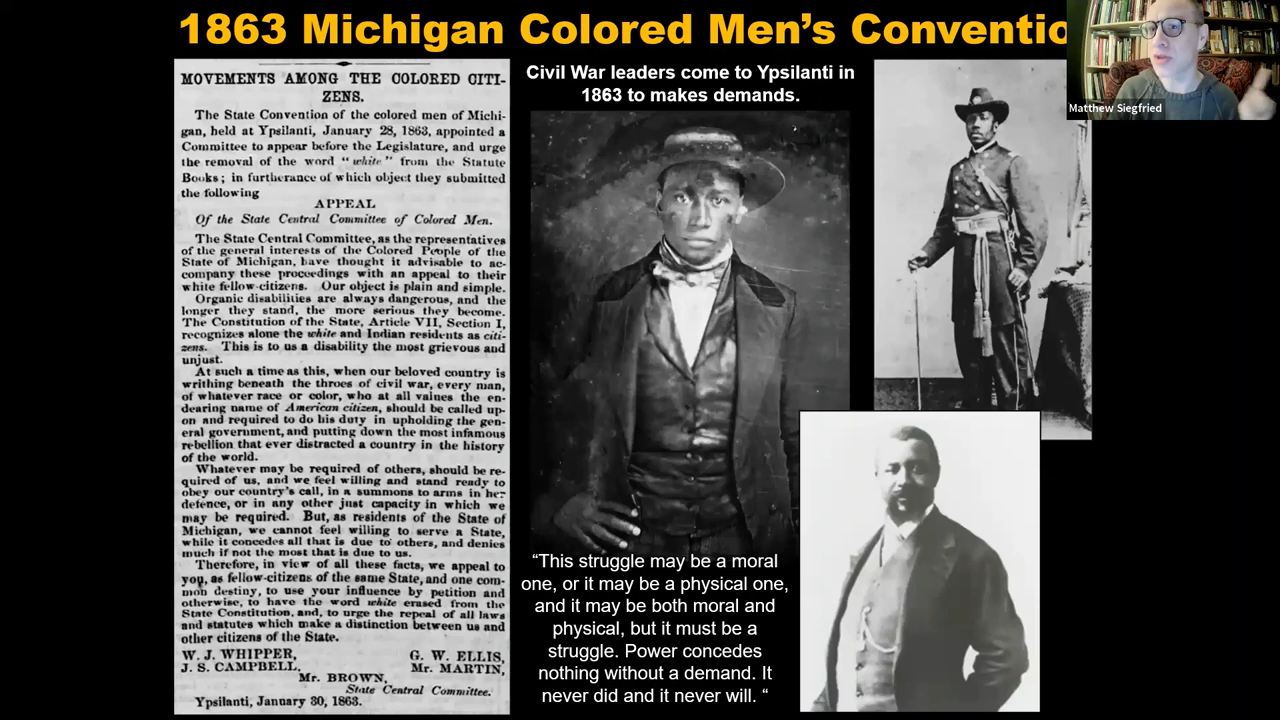 1863 Michigan Colored Men's Conventio
MOVEMENTS AMONG THE COLORED CITI-
ZENS.
The State Convention of the colored men of Michi-
gan, held at Ypsilanti, January 28, 1863, appointed a
Committee to appear before the Legislature, and urge
the removal of the word "white" from the Statute
Books; in furtherance of which object they submitted
the following
APPEAL
Of the State Central Committee of Colored Men.
The State Central Committee, as the representatives
of the general interests of the Colored People of the
State of Michigan, have thought it advisable to ac-
company these proceedings with an appeal to their
white fellow-citizens. Our object is plain and simple.
Organic disabilities are always dangerous, and the
longer they stand, the more serious they become.
The Constitution of the State, Article VII, Section I,
recognizes alone the white and Indian residents as citi-
zens. This is to us a disability the most grievous and
unjust.
At such a time as this, when our beloved country is
writhing beneath the throes of civil war, every man,
of whatever race or color, who at all values the en-
dearing name of American citizen, should be called up-
on and required to do his duty in upholding the gen-
eral government, and putting down the most infamous
rebellion that ever distracted a country in the history
of the world.
Whatever may be required of others, should be re-
quired of us, and we feel willing and stand ready to
obey our country's call, in a summons to arms in her
defence, or in any other just capacity in which we
may be required. But, as residents of the State of
Michigan, we cannot feel willing to serve a State,
while it concedes all that is due to others, and denies
much if not the most that is due to us.
Therefore, in view of all these facts, we appeal to
you, as fellow-citizens of the same State, and one com-
mon destiny, to use your influence by petition and
otherwise, to have the word white erased from the
State Constitution, and, to urge the repeal of all laws
and statutes which make a distinction between us and
other citizens of the State.
W. J. WHIPPER, G. W. ELLIS,
J. S. CAMPBELL, Mr. MARTIN,
Mr. BROWN,
State Central Committee.
Ypsilanti, January 30, 1863.
Civil War leaders come to Ypsilanti in
1863 to makes demands.
“This struggle may be a moral
one, or it may be a physical one,
and it may be both moral and
physical, but it must be a
struggle. Power concedes
nothing without a demand. It
never did and it never will. “
Matthew Siegfried